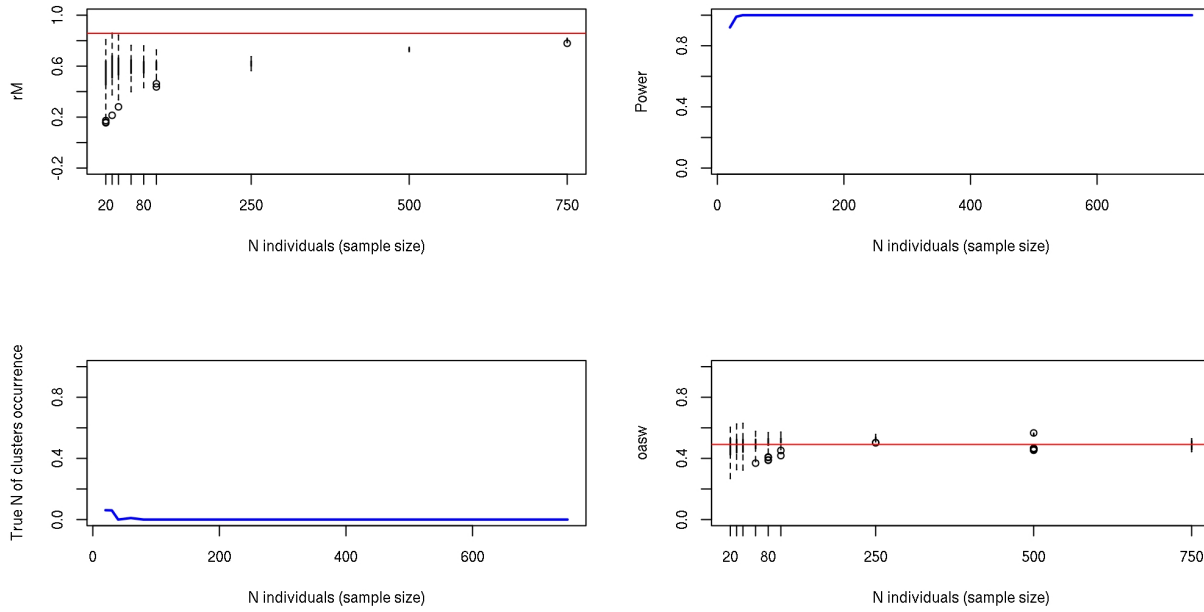 rM
1.0
0.6
0.2
-0.2
20 80 250 500 750
N individuals (sample size)
Power
0.8
0.4
0.0
0 200 400 600
N individuals (sample size)
True N of clusters occurrence
0.8
0.4
0.0
0 200 400 600
N individuals (sample size)
oasw
0.8
0.4
0.0
20 80 250 500 750
N individuals (sample size)